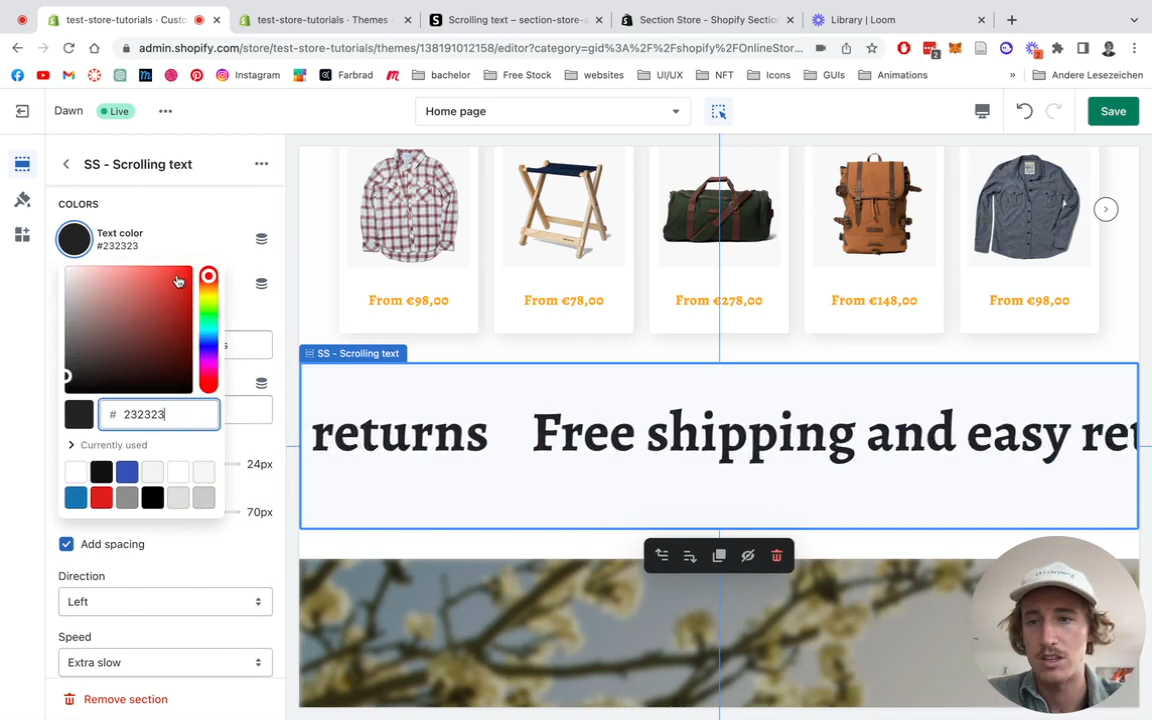 test-store-tutorials · Custo
test-store-tutorials · Themes ·
Scrolling text – section-store-a
Section Store - Shopify Section
Library | Loom
admin.shopify.com/store/test-store-tutorials/themes/138191012158/editor?category=gid%3A%2F%2Fshopify%2FOnlineStor...
2
2
Instagram
Farbrad
bachelor
Free Stock
websites
UI/UX
NFT
Icons
GUIs
Animations
»
Andere Lesezeichen
Dawn
Live
Home page
Save
SS - Scrolling text
COLORS
Text color
#232323
# 232323
s
Currently used
24px
70px
Add spacing
Direction
Left
Speed
Extra slow
Remove section
From €98,00
From €78,00
From €278,00
From €148,00
From €98,00
SS - Scrolling text
returns Free shipping and easy ret